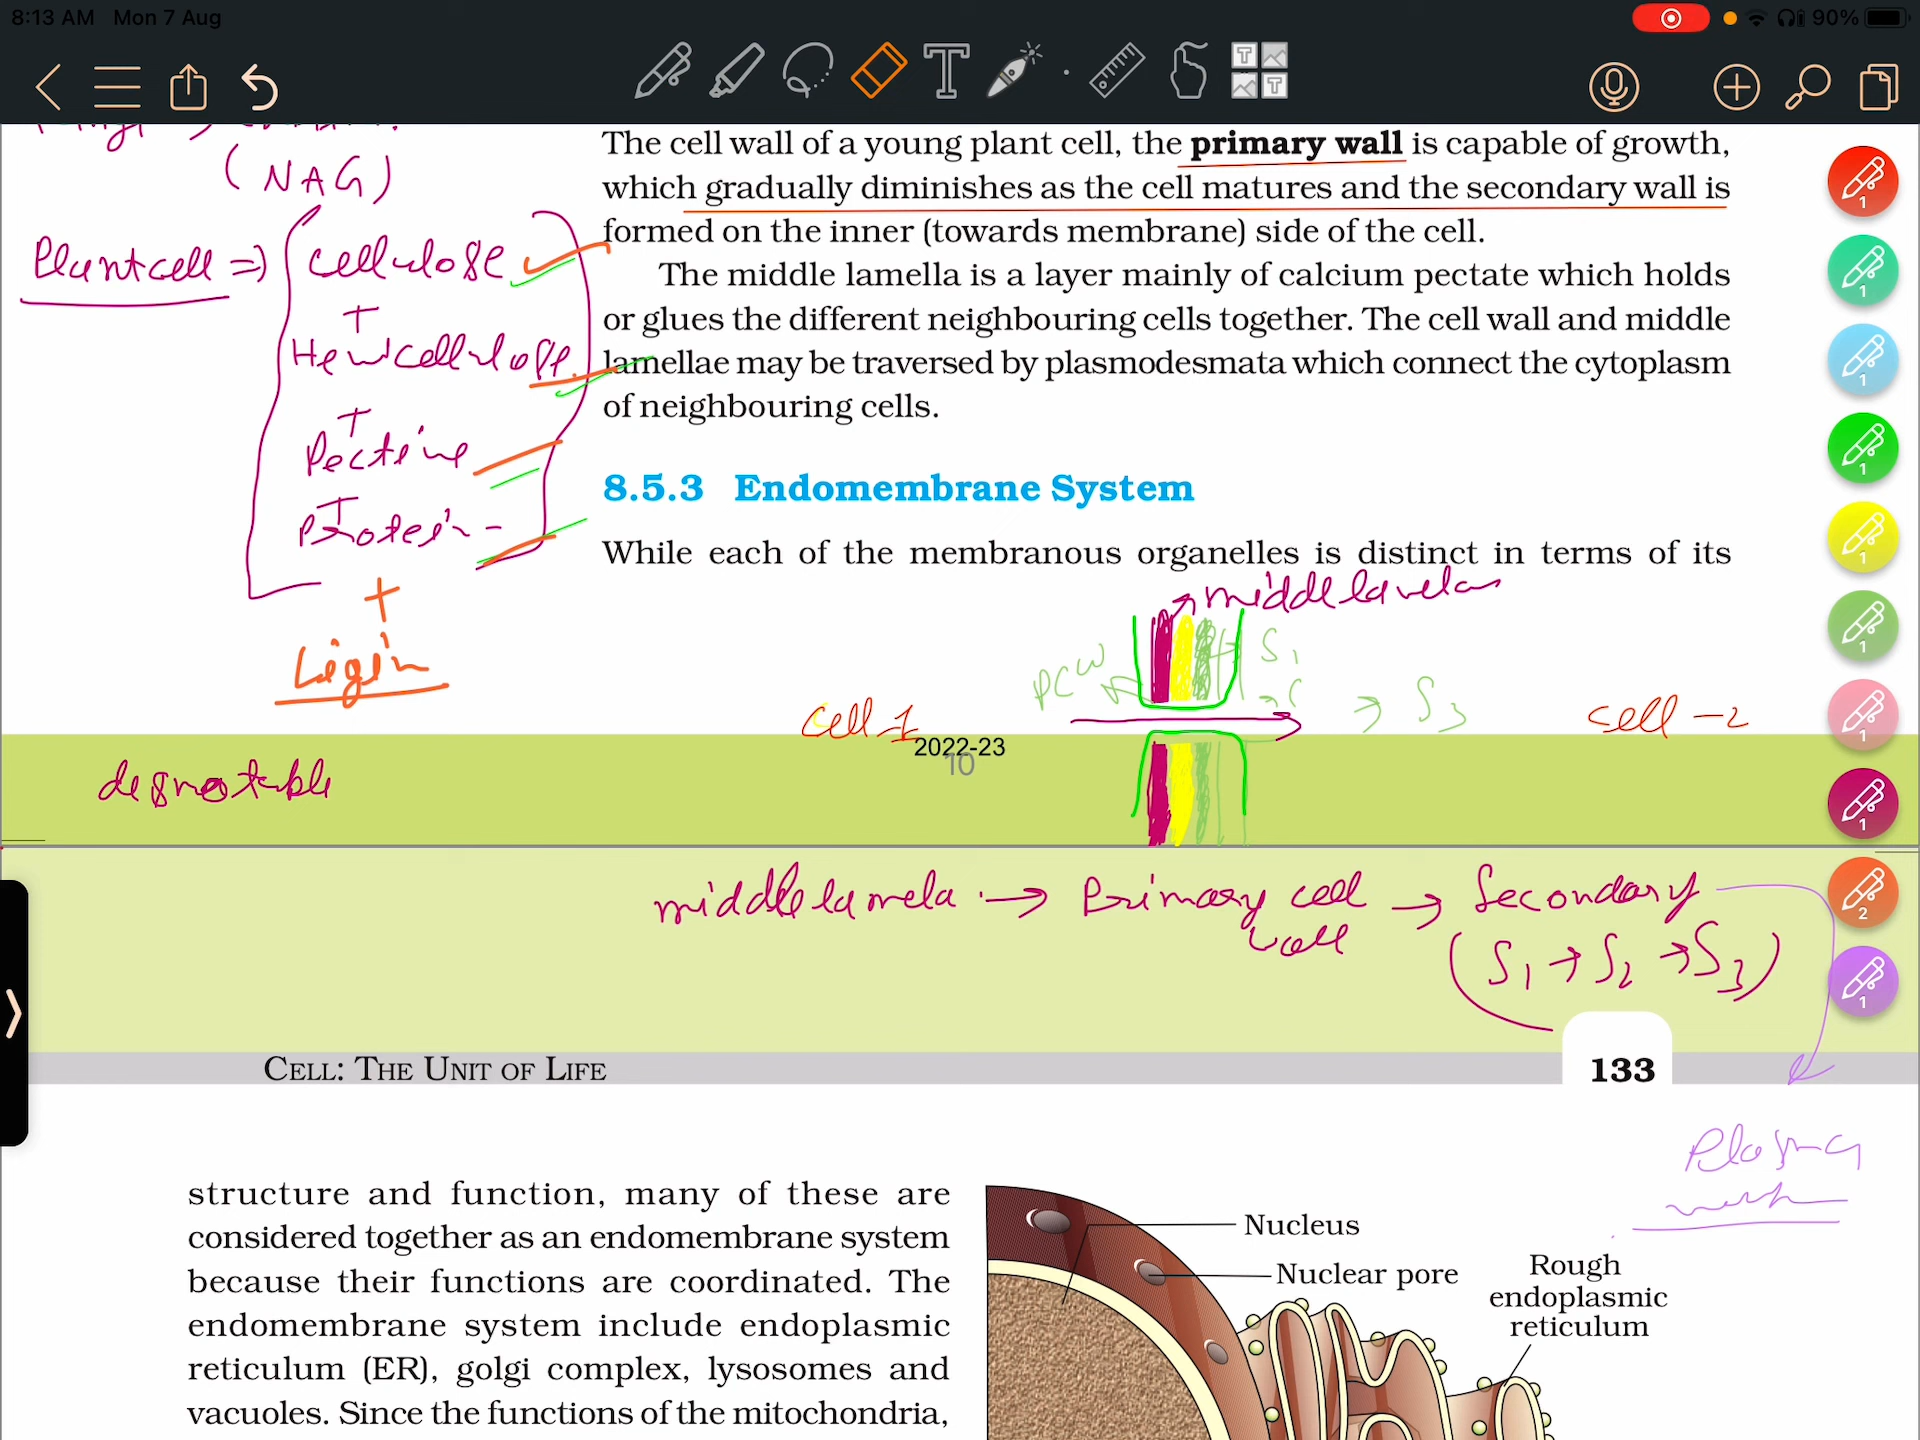 8:13 AM Mon 7 Aug
90%
(NAG)
The cell wall of a young plant cell, the primary wall is capable of growth,
which gradually diminishes as the cell matures and the secondary wall is
formed on the inner (towards membrane) side of the cell.
The middle lamella is a layer mainly of calcium pectate which holds
or glues the different neighbouring cells together. The cell wall and middle
lamellae may be traversed by plasmodesmata which connect the cytoplasm
of neighbouring cells.
Plantcell => cellulose
+
Hemicellulose
+
Pectine
+
Protein -
+
Ligin
8.5.3 Endomembrane System
While each of the membranous organelles is distinct in terms of its
middle lamela
PCW
S1
→ S3
cell-1
cell-2
2022-23
10
desmotuble
middle lamela → Primary cell wall → Secondary
(S1 → S2 → S3)
CELL: THE UNIT OF LIFE
133
Plasma
structure and function, many of these are
considered together as an endomembrane system
because their functions are coordinated. The
endomembrane system include endoplasmic
reticulum (ER), golgi complex, lysosomes and
vacuoles. Since the functions of the mitochondria,
Nucleus
Nuclear pore
Rough
endoplasmic
reticulum